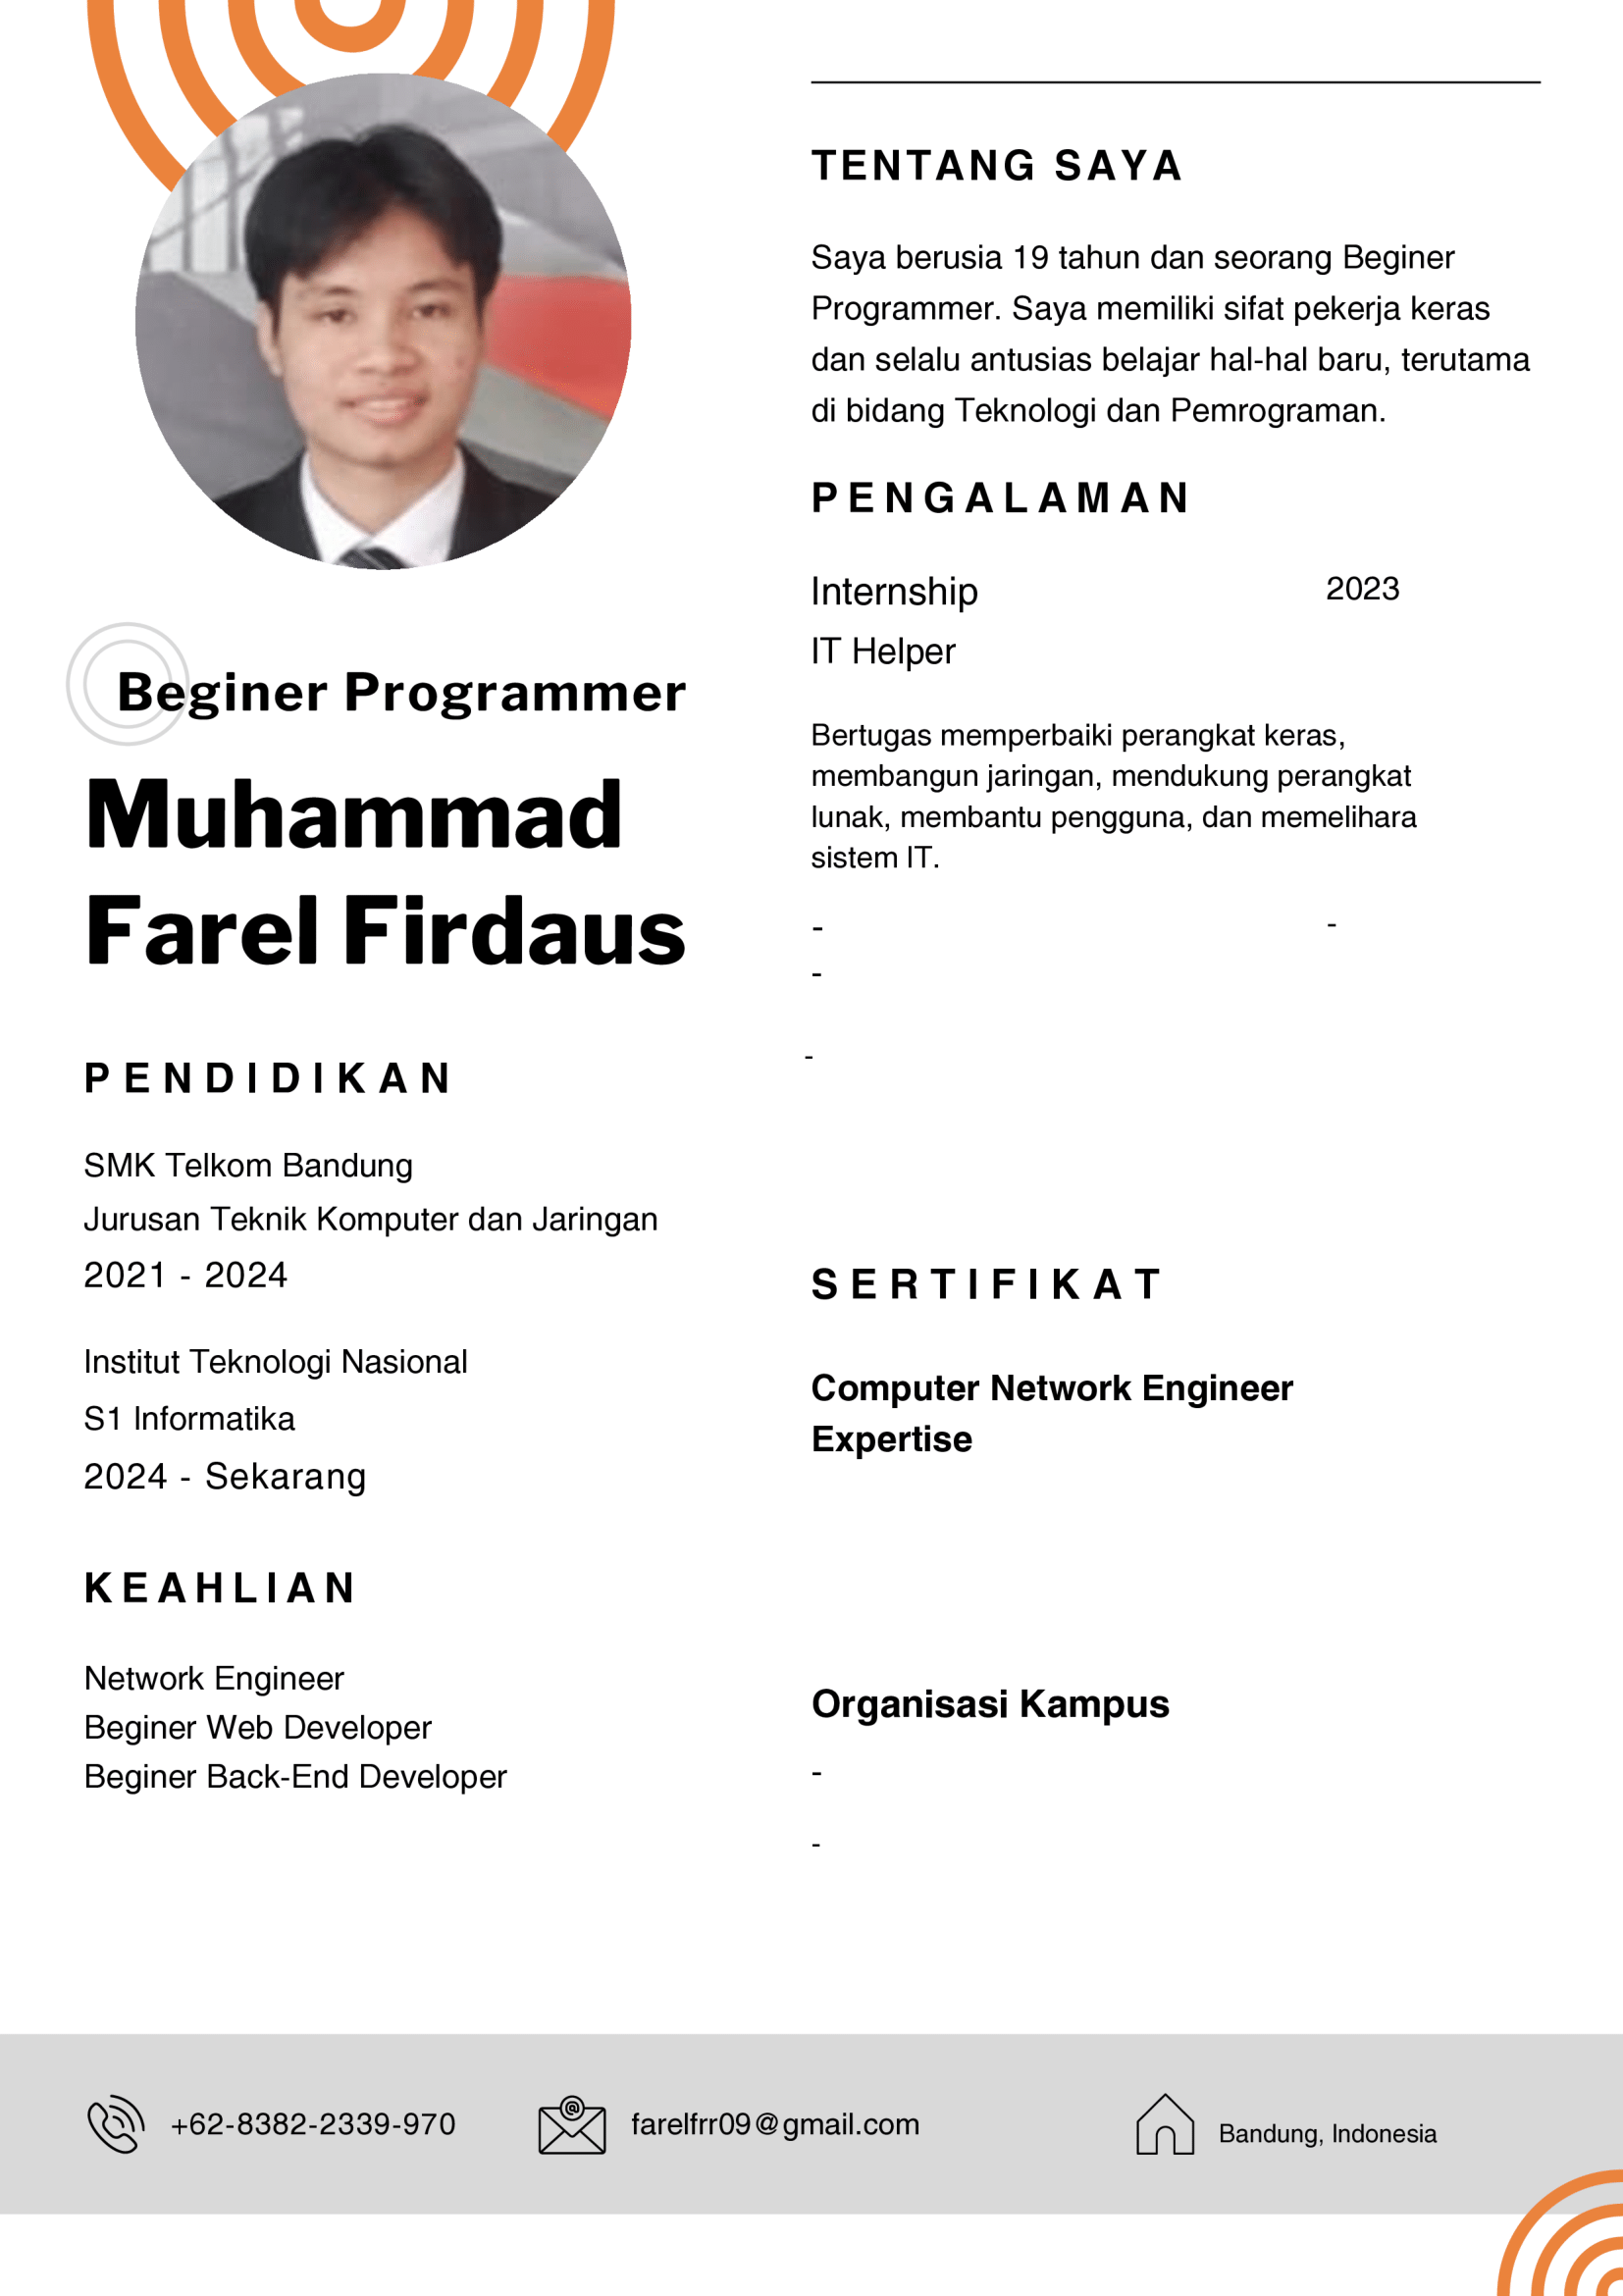 Beginer Programmer
Muhammad
Farel Firdaus
PENDIDIKAN
SMK Telkom Bandung
Jurusan Teknik Komputer dan Jaringan
2021 - 2024
Institut Teknologi Nasional
S1 Informatika
2024 - Sekarang
KEAHLIAN
Network Engineer
Beginer Web Developer
Beginer Back-End Developer
TENTANG SAYA
Saya berusia 19 tahun dan seorang Beginer
Programmer. Saya memiliki sifat pekerja keras
dan selalu antusias belajar hal-hal baru, terutama
di bidang Teknologi dan Pemrograman.
PENGALAMAN
Internship 2023
IT Helper
Bertugas memperbaiki perangkat keras,
membangun jaringan, mendukung perangkat
lunak, membantu pengguna, dan memelihara
sistem IT.
- -
-
-
SERTIFIKAT
Computer Network Engineer
Expertise
Organisasi Kampus
-
-
+62-8382-2339-970
farelfrr09@gmail.com
Bandung, Indonesia